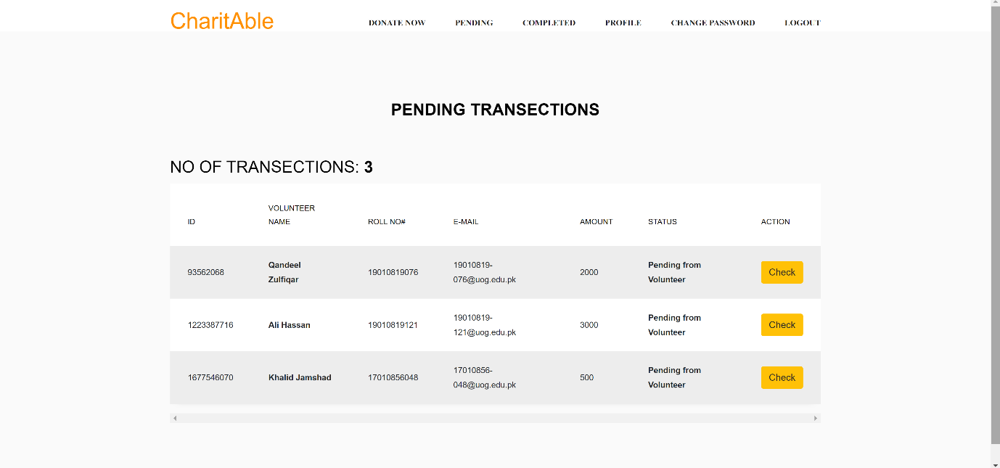 CharitAble
DONATE NOW PENDING COMPLETED PROFILE CHANGE PASSWORD LOGOUT
PENDING TRANSECTIONS
NO OF TRANSECTIONS: 3
VOLUNTEER
ID NAME ROLL NO# E-MAIL AMOUNT STATUS ACTION
Qandeel 19010819- Pending from
93562068 19010819076 2000 Check
Zulfiqar 076@uog.edu.pk Volunteer
19010819- Pending from
1223387716 Ali Hassan 19010819121 3000 Check
121@uog.edu.pk Volunteer
17010856- Pending from
1677546070 Khalid Jamshad 17010856048 500 Check
048@uog.edu.pk Volunteer